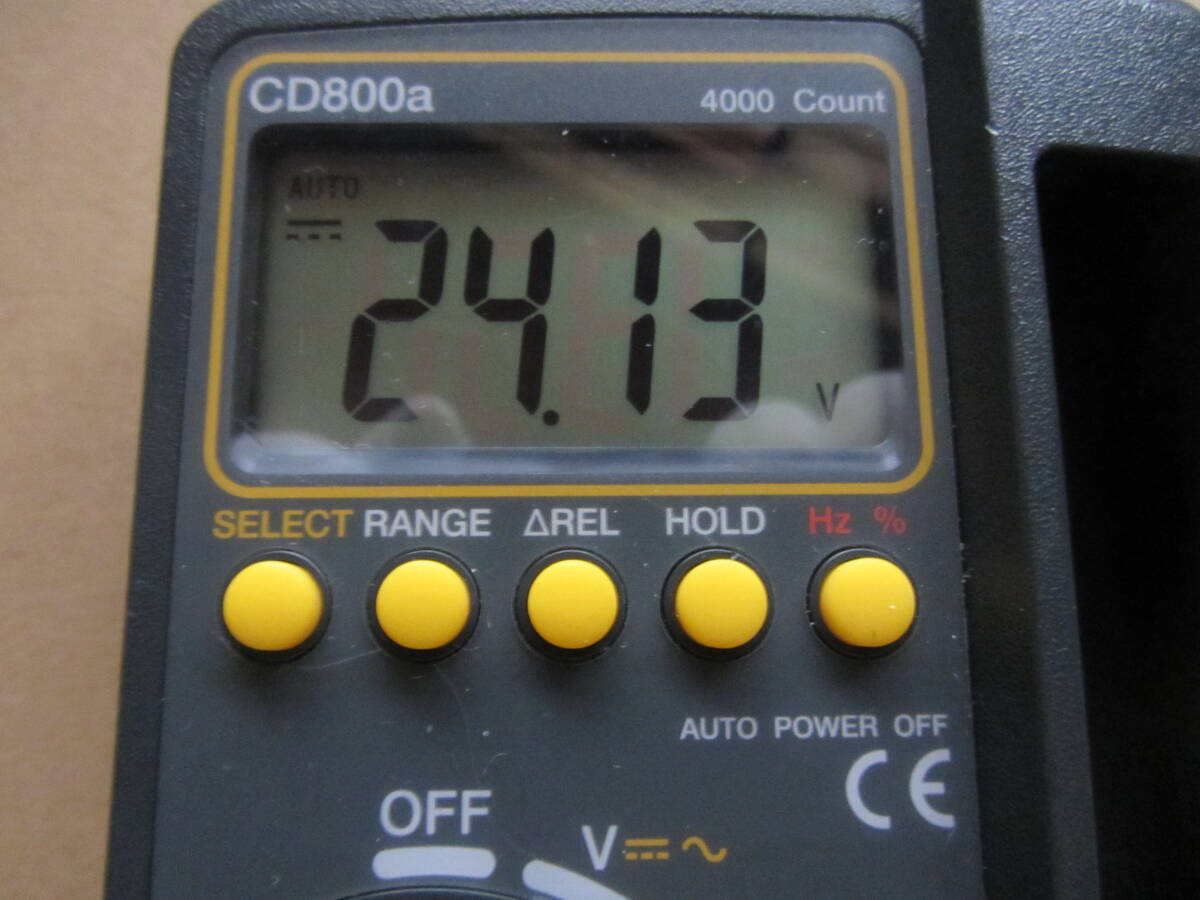 CD800a 4000 Count
AUTO
24.13 V
SELECT RANGE ΔREL HOLD Hz %
AUTO POWER OFF
CE
OFF
V